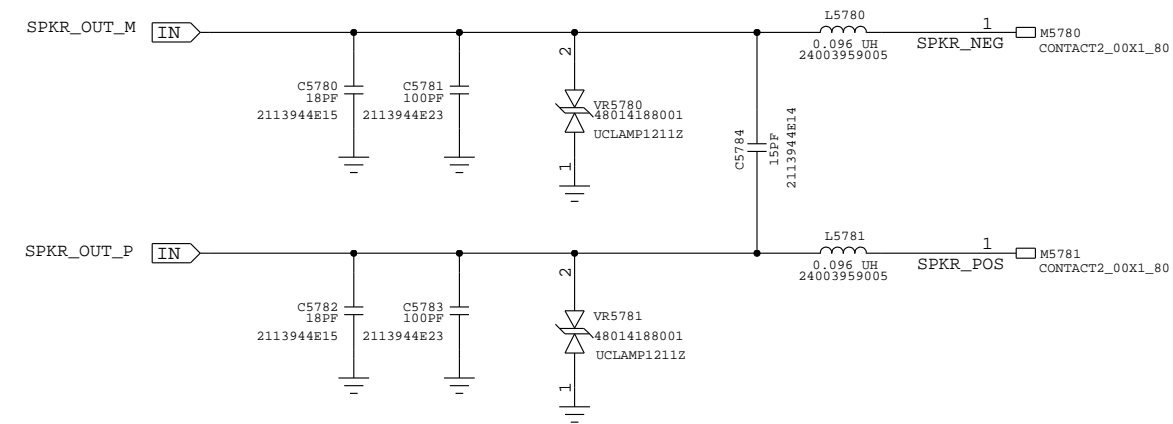 SPKR_OUT_M
IN
L5780
0.096 UH
24003959005
1
SPKR_NEG
M5780
CONTACT2_00X1_80
C5780
18PF
2113944E15
C5781
100PF
2113944E23
2
VR5780
48014188001
UCLAMP1211Z
1
C5784
15PF
2113944E14
SPKR_OUT_P
IN
L5781
0.096 UH
24003959005
1
SPKR_POS
M5781
CONTACT2_00X1_80
C5782
18PF
2113944E15
C5783
100PF
2113944E23
2
VR5781
48014188001
UCLAMP1211Z
1